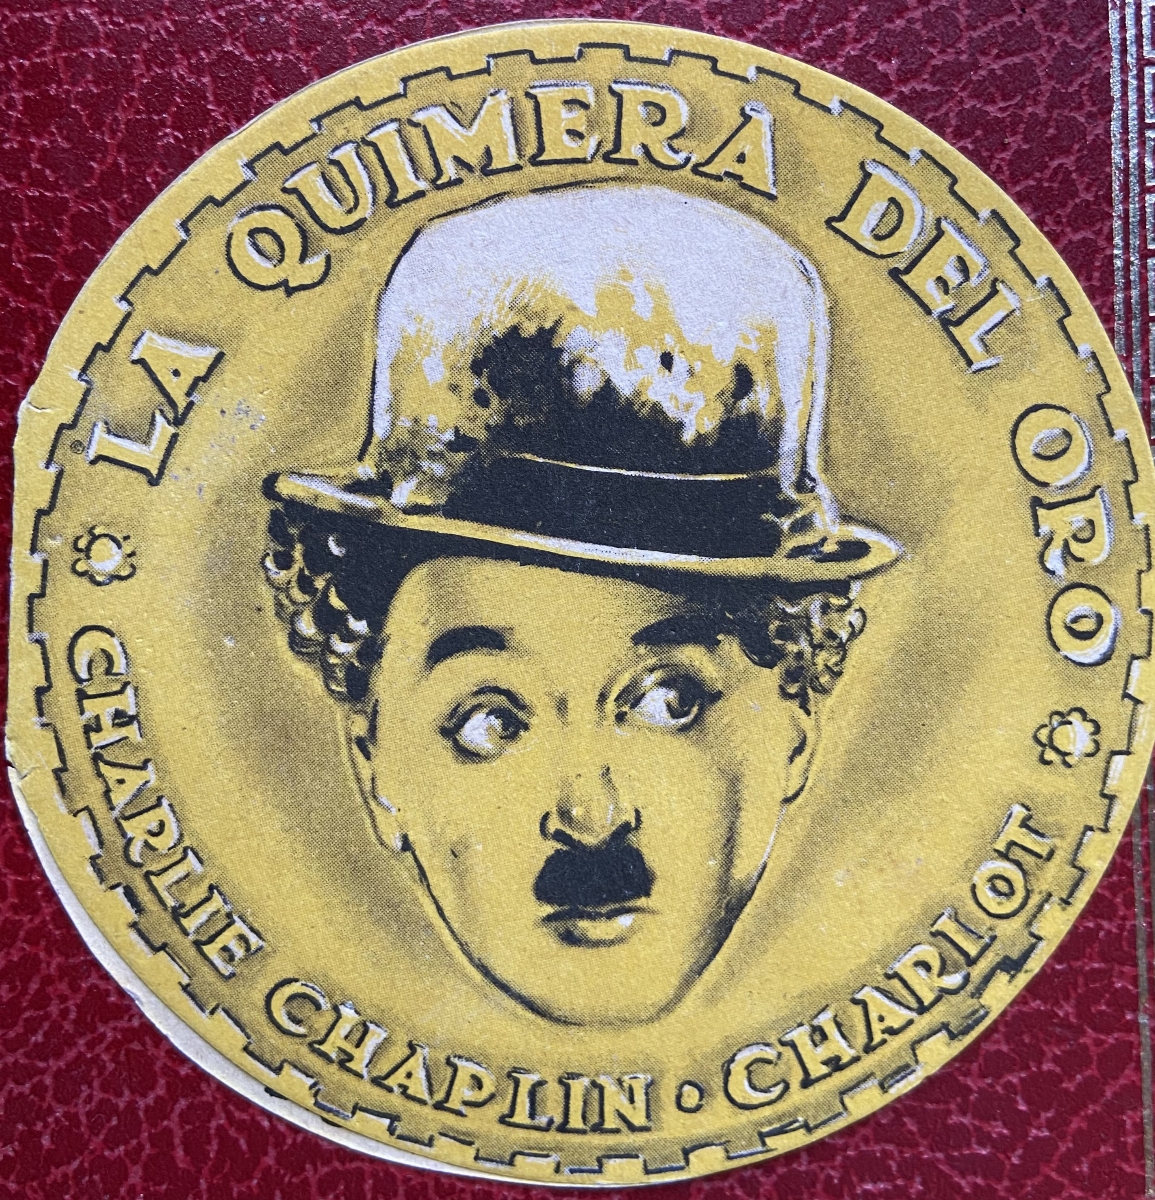 LA QUIMERA DEL ORO
CHARLIE CHAPLIN • CHARLOT